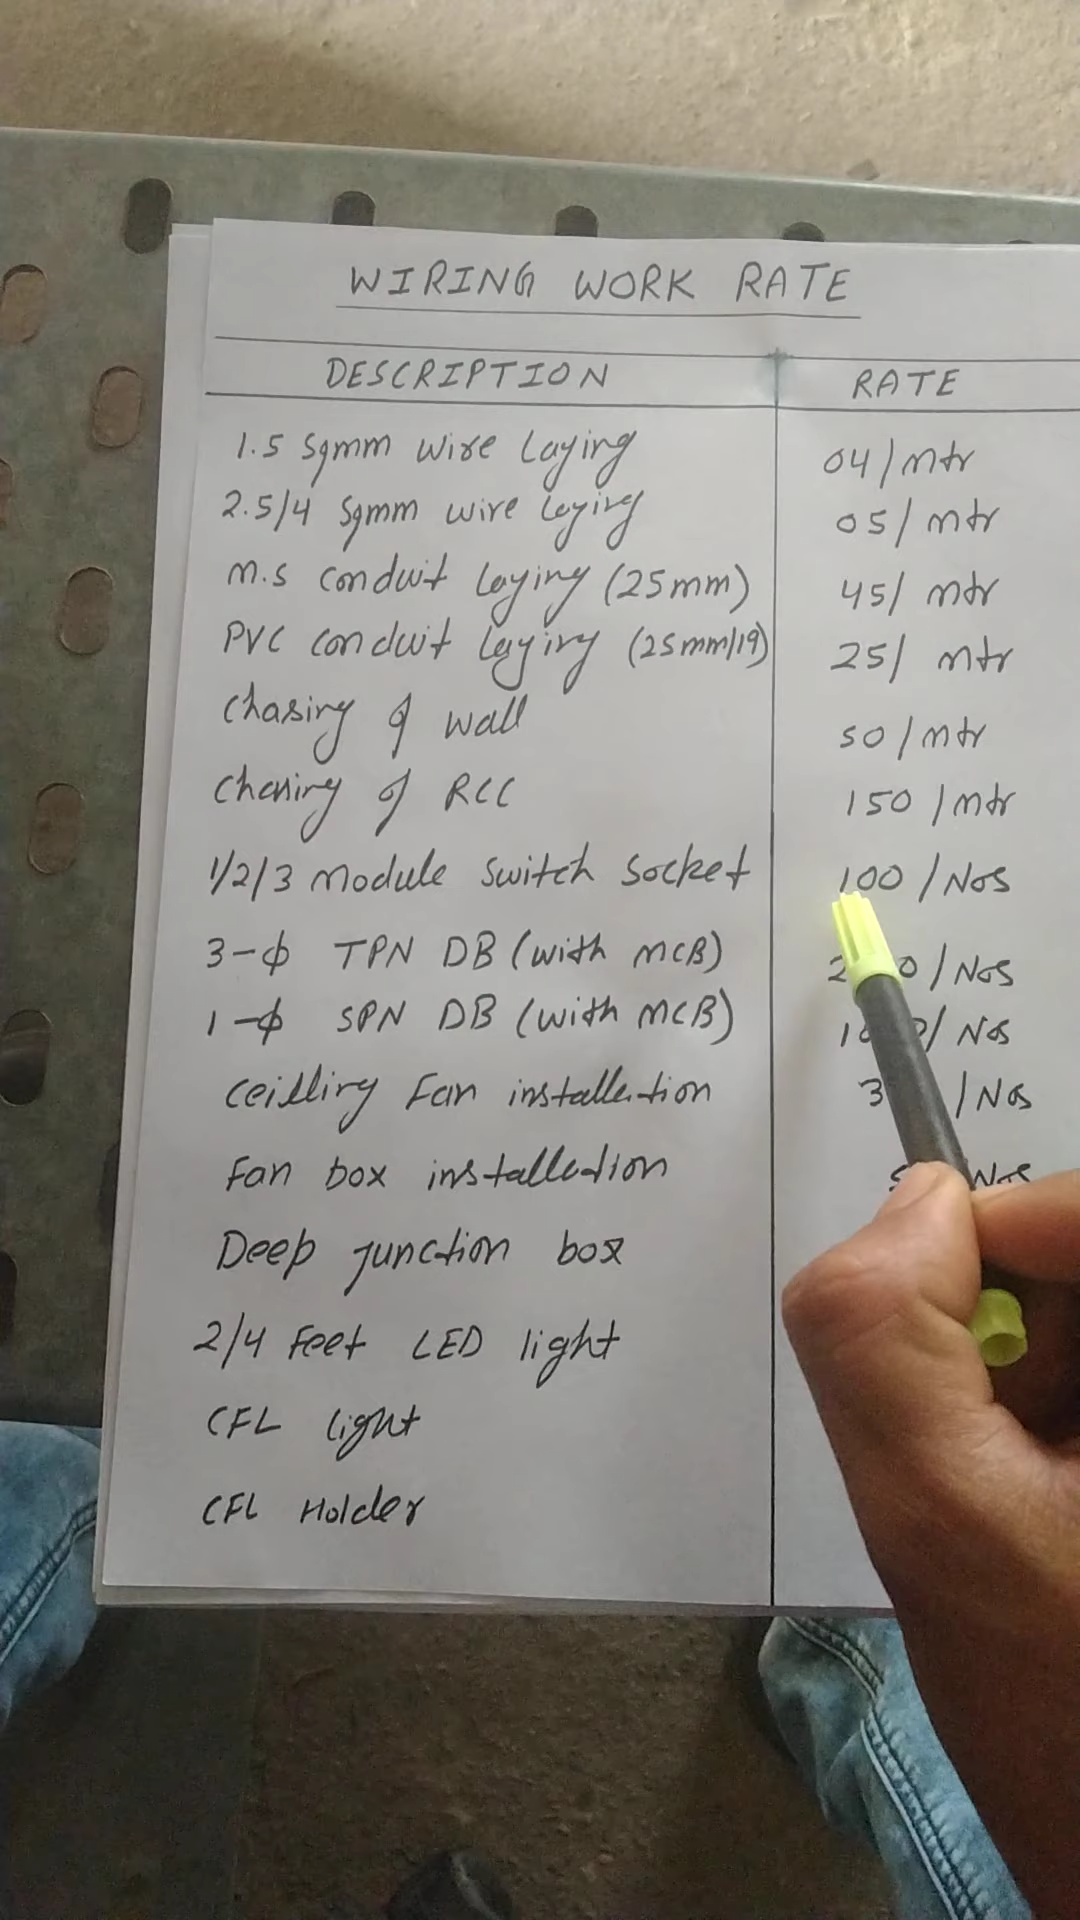 WIRING WORK RATE
DESCRIPTION RATE
1.5 Sqmm wire Laying 04/mtr
2.5/4 Sqmm wire Leying 05/ mtr
M.S conduit Leying (25mm) 45/ mtr
PVC conduit Leying (25mm/19) 25/ mtr
Chasing of wall 50/mtr
Chasing of RCC 150/mtr
1/2/3 Module Switch Socket 100/Nos
3-ϕ TPN DB (with MCB) /Nos
1-ϕ SPN DB (with MCB) / Nos
Ceilling Fan installation /Nos
Fan box installation Nos
Deep junction box
2/4 Feet LED light
CFL light
CFL Holder